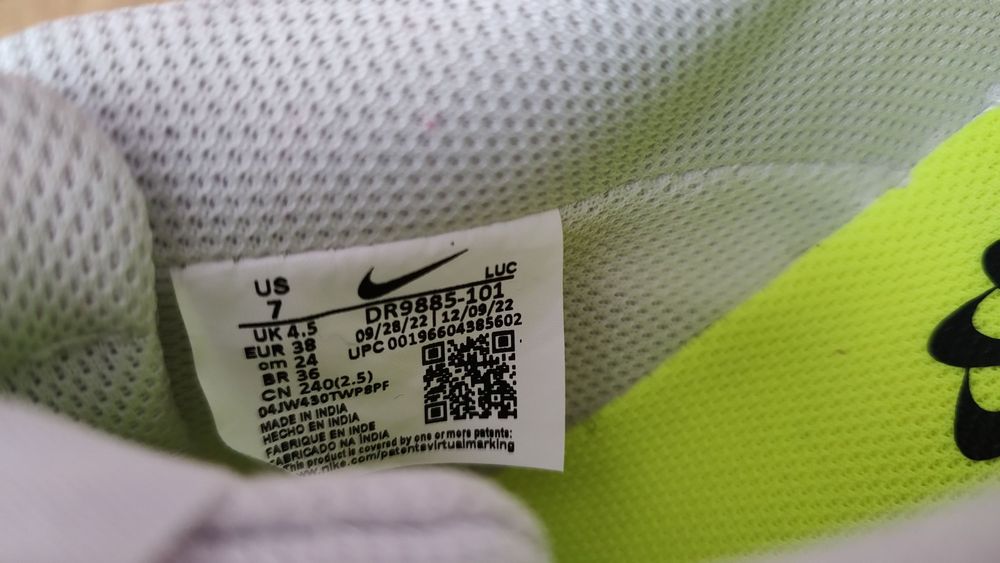 US
7
LUC
DR9885-101
09/28/22 | 12/09/22
UPC 00196604385602
UK 4.5
EUR 38
cm 24
BR 36
CN 240(2.5)
04JW430TWP8PF
MADE IN INDIA
HECHO EN INDIA
FABRIQUE EN INDE
FABRICADO NA ÍNDIA
This product is covered by one or more patents:
www.nike.com/patentsvirtualmarking